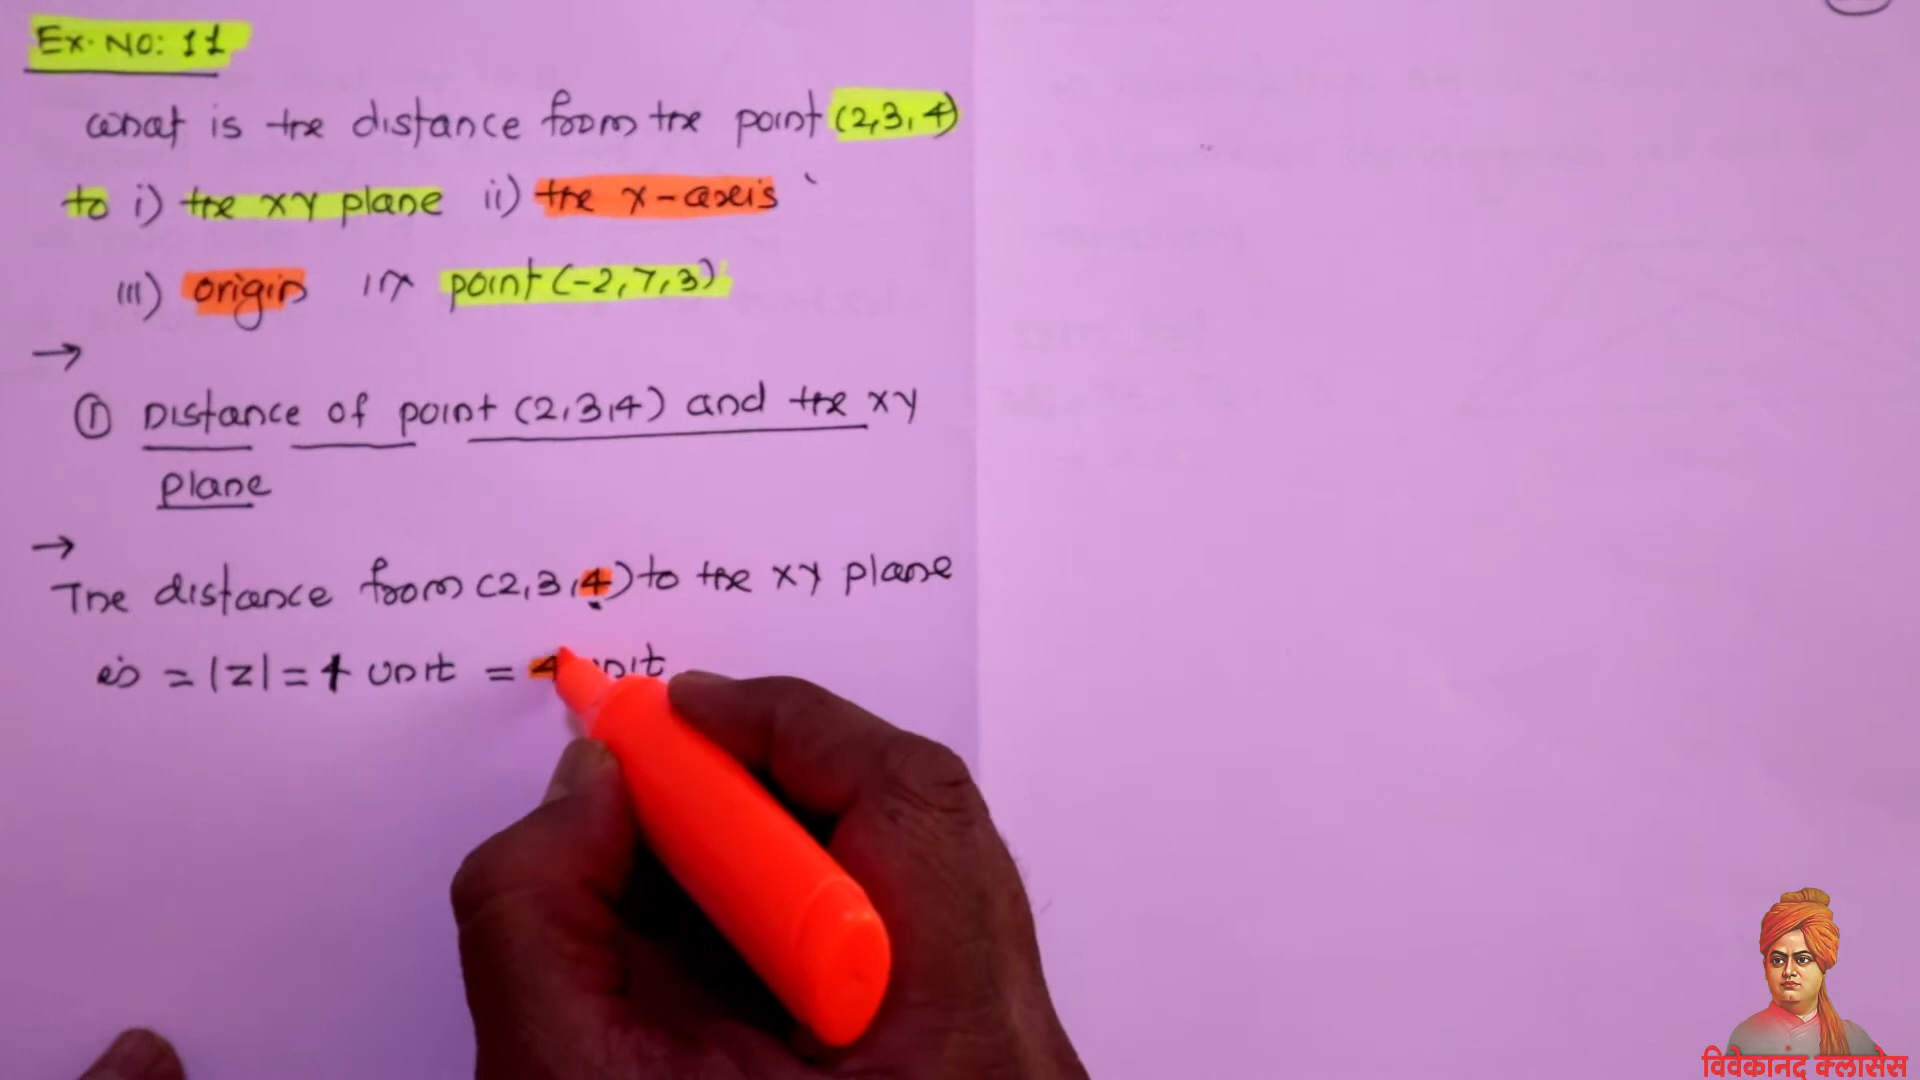 Ex. No: 11
What is the distance from the point (2,3,4)
to i) the XY plane ii) the X-axis
iii) origin iv) point (-2,7,3)
→
① Distance of point (2,3,4) and the xy
plane
→
The distance from (2,3,4) to the XY plane
is = |Z| = 4 unit = 4 unit
विवेकानंद क्लासेस